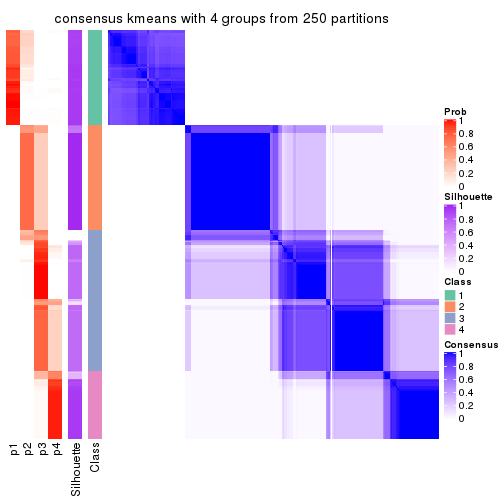 consensus kmeans with 4 groups from 250 partitions
Prob
1
0.8
0.6
0.4
0.2
0
Silhouette
1
0.8
0.6
0.4
0.2
0
Class
1
2
3
4
Consensus
1
0.8
0.6
0.4
0.2
0
p1
p2
p3
p4
Silhouette
Class